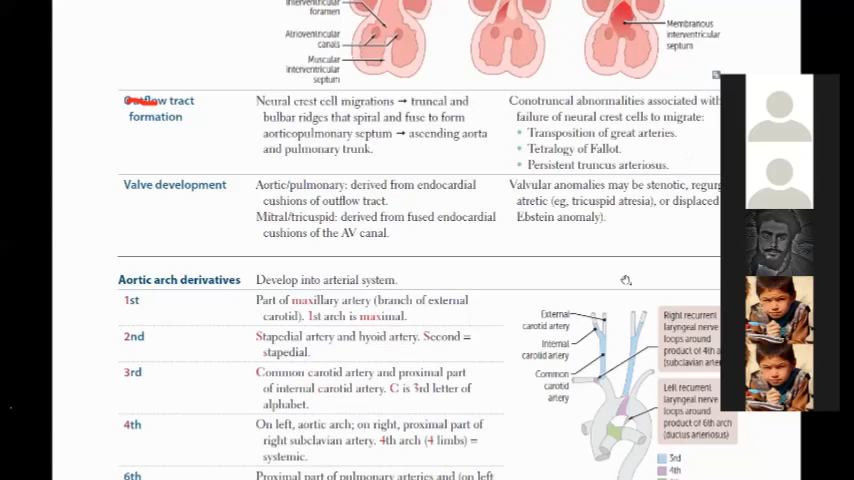 Interventricular
foramen
Atrioventricular
canals
Muscular
interventricular
septum
Membranous
interventricular
septum
Outflow tract
formation
Neural crest cell migrations → truncal and
bulbar ridges that spiral and fuse to form
aorticopulmonary septum → ascending aorta
and pulmonary trunk.
Conotruncal abnormalities associated with
failure of neural crest cells to migrate:
• Transposition of great arteries.
• Tetralogy of Fallot.
• Persistent truncus arteriosus.
Valve development
Aortic/pulmonary: derived from endocardial
cushions of outflow tract.
Mitral/tricuspid: derived from fused endocardial
cushions of the AV canal.
Valvular anomalies may be stenotic, regurg
atretic (eg, tricuspid atresia), or displaced
Ebstein anomaly).
Aortic arch derivatives
Develop into arterial system.
1st
Part of maxillary artery (branch of external
carotid). 1st arch is maximal.
2nd
Stapedial artery and hyoid artery. Second =
stapedial.
3rd
Common carotid artery and proximal part
of internal carotid artery. C is 3rd letter of
alphabet.
4th
On left, aortic arch; on right, proximal part of
right subclavian artery. 4th arch (4 limbs) =
systemic.
6th
Proximal part of pulmonary arteries and (on left
External
carotid artery
Internal
carotid artery
Common
carotid
artery
Right recurrent
laryngeal nerve
loops around
product of 4th a
(subclavian arter
Left recurrent
laryngeal nerve
loops around
product of 6th arch
(ductus arteriosus)
3rd
4th